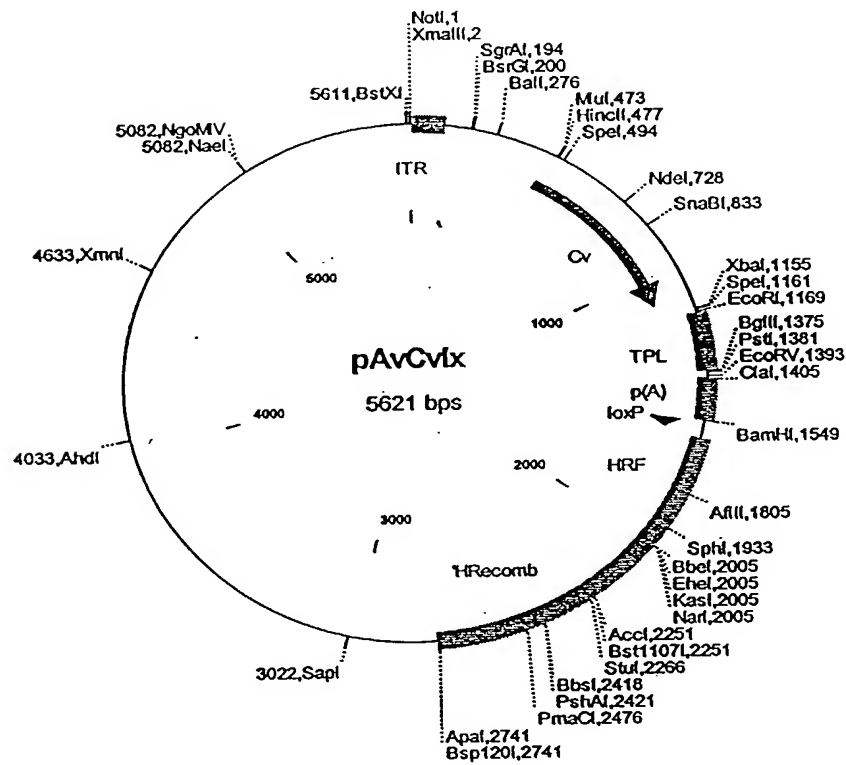 NotI,1
XmaIII,2
SgrAI,194
BsrGI,200
BalI,276
5611,BstXI
MluI,473
HincII,477
SpeI,494
5082,NgoMIV
5082,NaeI
NdeI,728
SnaBI,833
ITR
4633,XmnI
Cv
5000
XbaI,1155
SpeI,1161
EcoRI,1169
1000
BglII,1375
PstI,1381
EcoRV,1393
ClaI,1405
pAvCvlx
5621 bps
TPL
p(A)
loxP
4000
BamHI,1549
4033,AhdI
HRF
2000
AflII,1805
3000
SphI,1933
BbeI,2005
EheI,2005
KasI,2005
NarI,2005
HRecomb
AccI,2251
Bst1107I,2251
StuI,2266
3022,SapI
BbsI,2418
PshAI,2421
PmaCI,2476
ApaI,2741
Bsp120I,2741